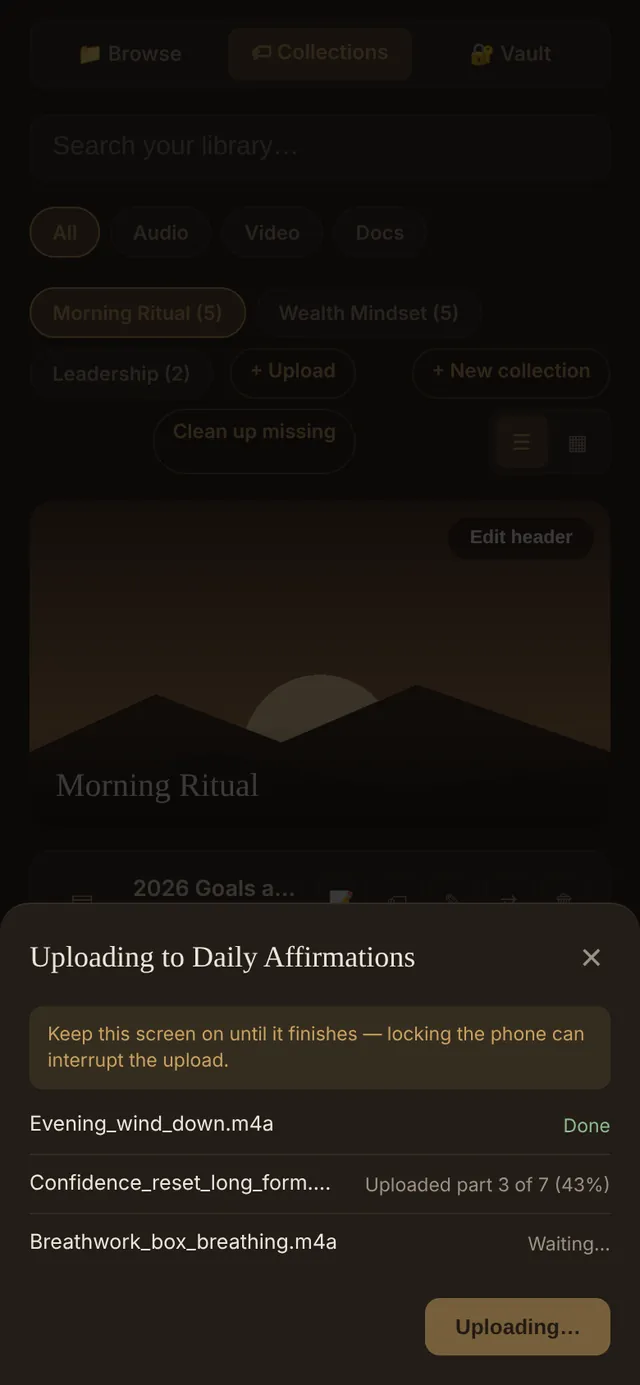 📁 Browse
🏷 Collections
🔐 Vault
Search your library…
All
Audio
Video
Docs
Morning Ritual (5)
Wealth Mindset (5)
Leadership (2)
+ Upload
+ New collection
Clean up missing
Edit header
Morning Ritual
2026 Goals a...
Uploading to Daily Affirmations
Keep this screen on until it finishes — locking the phone can
interrupt the upload.
Evening_wind_down.m4a
Done
Confidence_reset_long_form....
Uploaded part 3 of 7 (43%)
Breathwork_box_breathing.m4a
Waiting...
Uploading...